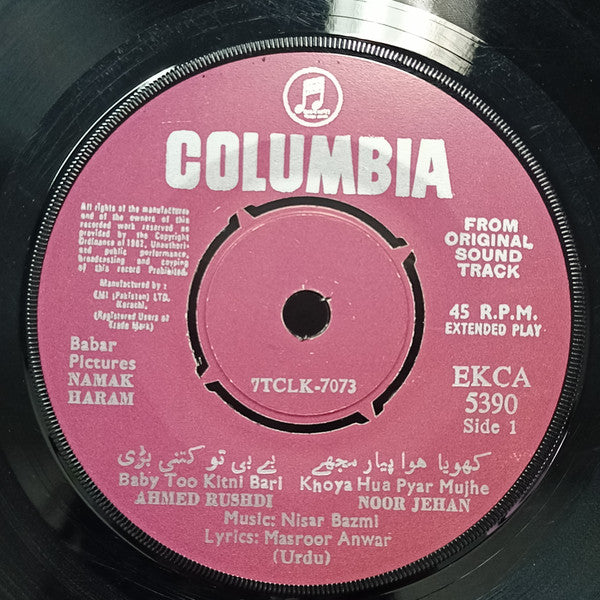 COLUMBIA
All rights of the manufacturer
and of the owners of this
recorded work reserved as
provided by the Copyright
Ordinance of 1962, Unauthori-
sed public performance,
broadcasting and copying
of this record Prohibited.
Manufactured by :
EMI (Pakistan) LTD.
Karachi.
(Registered Users of
Trade Mark)
FROM
ORIGINAL
SOUND
TRACK
45 R.P.M.
EXTENDED PLAY
Babar
Pictures
NAMAK
HARAM
7TCLK-7073
EKCA
5390
Side 1
کھویا ہوا پیار مجھے بے بی تو کتنی بڑی
Baby Too Kitni Bari Khoya Hua Pyar Mujhe
AHMED RUSHDI NOOR JEHAN
Music: Nisar Bazmi
Lyrics: Masroor Anwar
(Urdu)